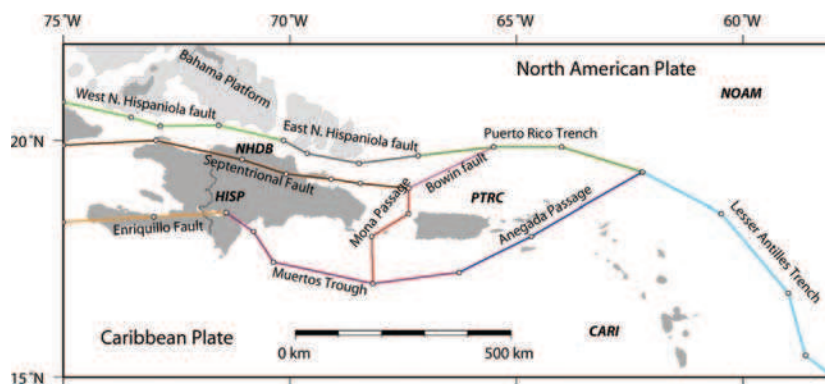 75°W
70°W
65°W
60°W
Bahama Platform
North American Plate
NOAM
West N. Hispaniola fault
East N. Hispaniola fault
Puerto Rico Trench
20°N
NHDB
Septentrional Fault
Bowin fault
HISP
Mona Passage
PTRC
Anegada Passage
Lesser Antilles Trench
Enriquillo Fault
Muertos Trough
Caribbean Plate
CARI
0 km
500 km
15°N